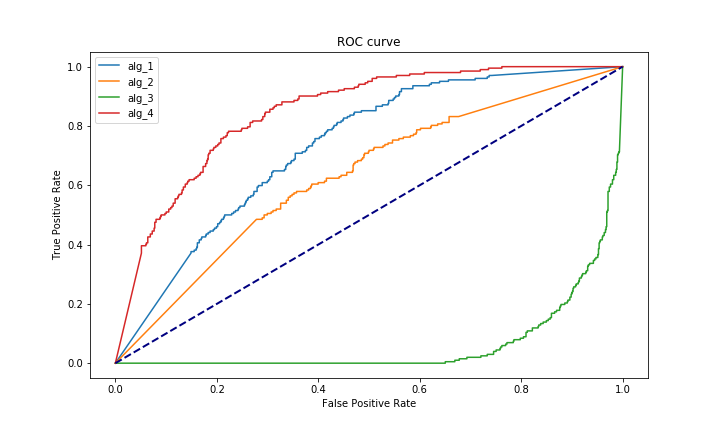 ROC curve
alg_1
alg_2
alg_3
alg_4
True Positive Rate
1.0
0.8
0.6
0.4
0.2
0.0
0.0 0.2 0.4 0.6 0.8 1.0
False Positive Rate